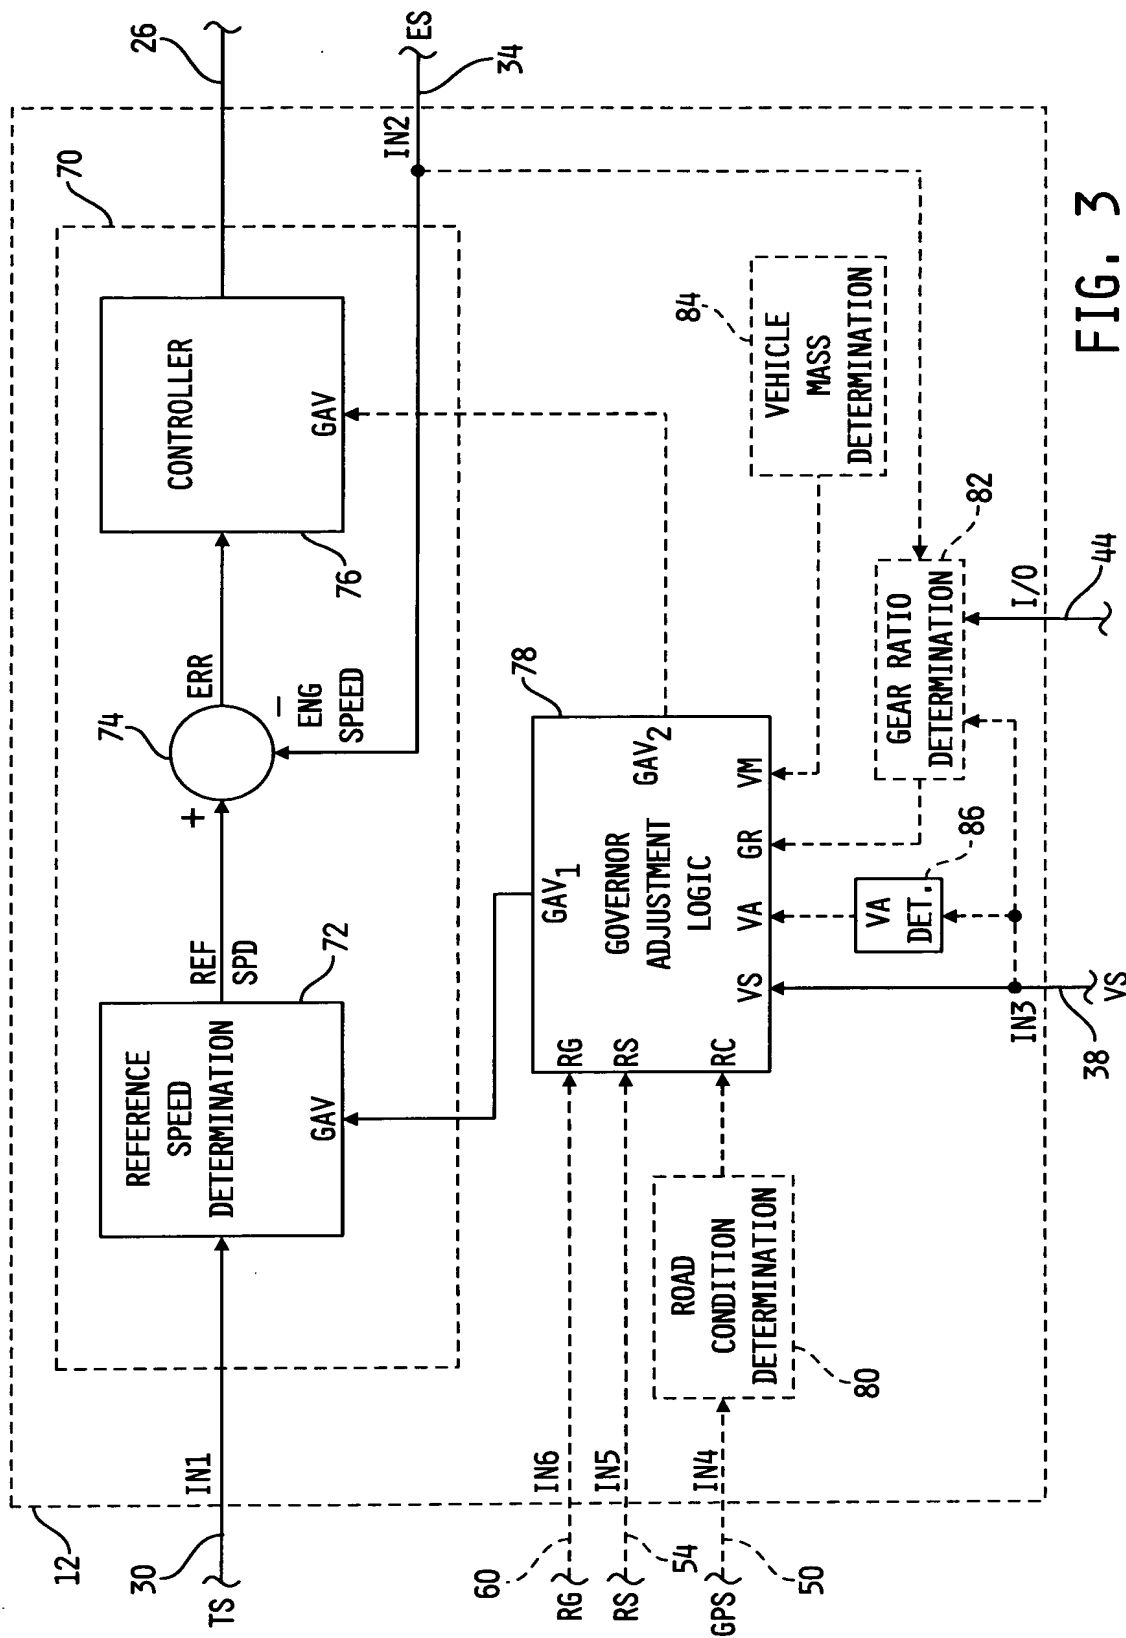 12
TS
30
IN1
70
REFERENCE
SPEED
DETERMINATION
GAV
72
REF
SPD
+
74
ERR
−
ENG
SPEED
CONTROLLER
GAV
76
26
ES
IN2
34
60
RG
IN6
RS
54
IN5
GPS
50
IN4
ROAD
CONDITION
DETERMINATION
80
RG
RS
RC
GAV1
GOVERNOR
ADJUSTMENT
LOGIC
GAV2
VS
VA
GR
VM
78
VEHICLE
MASS
DETERMINATION
84
VA
DET.
86
GEAR RATIO
DETERMINATION
82
IN3
38
VS
I/O
44
FIG. 3